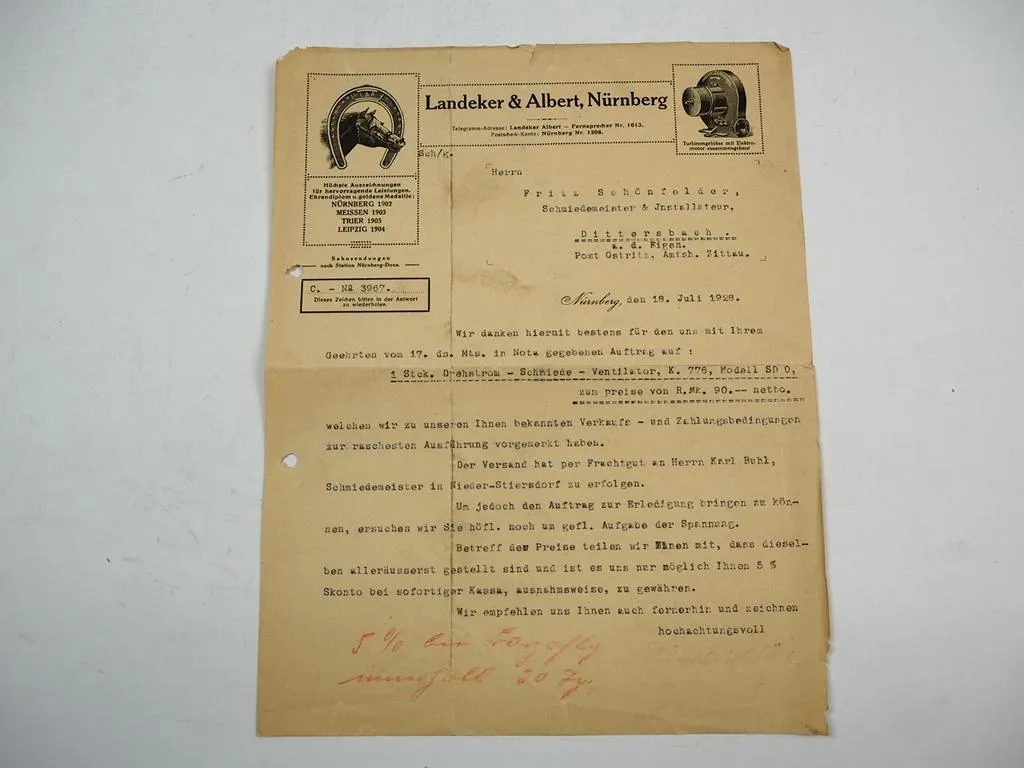 Landeker & Albert, Nürnberg
Telegramm-Adresse: Landeker Albert — Fernsprecher Nr. 1613.
Postscheck-Konto: Nürnberg Nr. 1208.
Turbinengebläse mit Elektro-
motor zusammengebaut
Höchste Auszeichnungen
für hervorragende Leistungen.
Ehrendiplom u. goldene Medaille:
NÜRNBERG 1902
MEISSEN 1903
TRIER 1903
LEIPZIG 1904
Bahnsendungen
nach Station Nürnberg-Doos.
C. - № 3967.
Dieses Zeichen bitten in der Antwort
zu wiederholen.
Sch/K.
Herrn
Fritz Schönfelder,
Schmiedemeister & Jnstallateur,
Dittersbach.
a. d. Eigen.
Post Ostritz, Amtsh. Zittau.
Nürnberg, den 18. Juli 1928.
Wir danken hiermit bestens für den uns mit Ihrem
Geehrten vom 17. ds. Mts. in Nota gegebenen Auftrag auf :
1 Stck. Drehstrom - Schmiede - Ventilator, K. 776, Modell SD 0,
zum preise von R.Mk. 90.-- netto.
welchen wir zu unseren Ihnen bekannten Verkaufs - und Zahlungsbedingungen
zur raschesten Ausführung vorgemerkt haben.
Der Versand hat per Frachtgut an Herrn Karl Buhl,
Schmiedemeister in Nieder-Stiersdorf zu erfolgen.
Um jedoch den Auftrag zur Erledigung bringen zu kön-
nen, ersuchen wir Sie höfl. noch um gefl. Aufgabe der Spannung.
Betreff der Preise teilen wir Ihnen mit, dass diesel-
ben alleräusserst gestellt sind und ist es uns nur möglich Ihnen 5 %
Skonto bei sofortiger Kassa, ausnahmsweise, zu gewähren.
Wir empfehlen uns Ihnen auch fernerhin und zeichnen
hochachtungsvoll
5 %